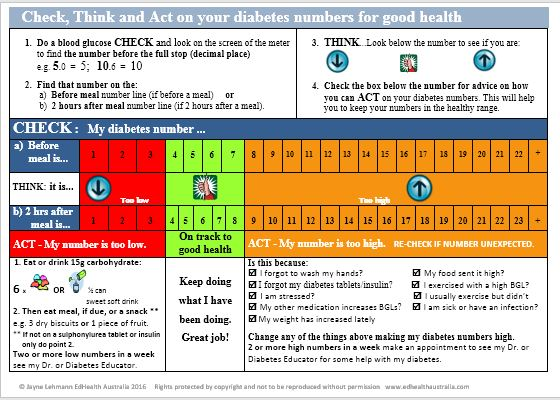 Check, Think and Act on your diabetes numbers for good health
1. Do a blood glucose CHECK and look on the screen of the meter
to find the number before the full stop (decimal place)
e.g. 5.0 = 5; 10.6 = 10
2. Find that number on the:
a) Before meal number line (if before a meal) or
b) 2 hours after meal number line (if 2 hours after a meal).
3. THINK...Look below the number to see if you are:
4. Check the box below the number for advice on how
you can ACT on your diabetes numbers. This will help
you to keep your numbers in the healthy range.
CHECK : My diabetes number ...
a) Before
meal is...
1 2 3 4 5 6 7 8 9 10 11 12 13 14 15 16 17 18 19 20 21 22 +
THINK: it is...
Too low
Too high
b) 2 hrs after
meal is...
1 2 3 4 5 6 7 8 9 10 11 12 13 14 15 16 17 18 19 20 21 22 23 +
ACT - My number is too low.
On track to
good health
ACT - My number is too high. RE-CHECK IF NUMBER UNEXPECTED.
1. Eat or drink 15g carbohydrate:
6 x OR ½ can
sweet soft drink
2. Then eat meal, if due, or a snack **
e.g. 3 dry biscuits or 1 piece of fruit.
** If not on a sulphonylurea tablet or insulin
only do point 2.
Two or more low numbers in a week
see my Dr. or Diabetes Educator.
Keep doing
what I have
been doing.
Great job!
Is this because:
I forgot to wash my hands?
I forgot my diabetes tablets/insulin?
I am stressed?
My other medication increases BGLs?
My weight has increased lately
My food sent it high?
I exercised with a high BGL?
I usually exercise but didn't
I am sick or have an infection?
Change any of the things above making my diabetes numbers high.
2 or more high numbers in a week make an appointment to see my Dr. or
Diabetes Educator for some help with my diabetes.
© Jayne Lehmann EdHealth Australia 2016 Rights protected by copyright and not to be reproduced without permission www.edhealthaustralia.com